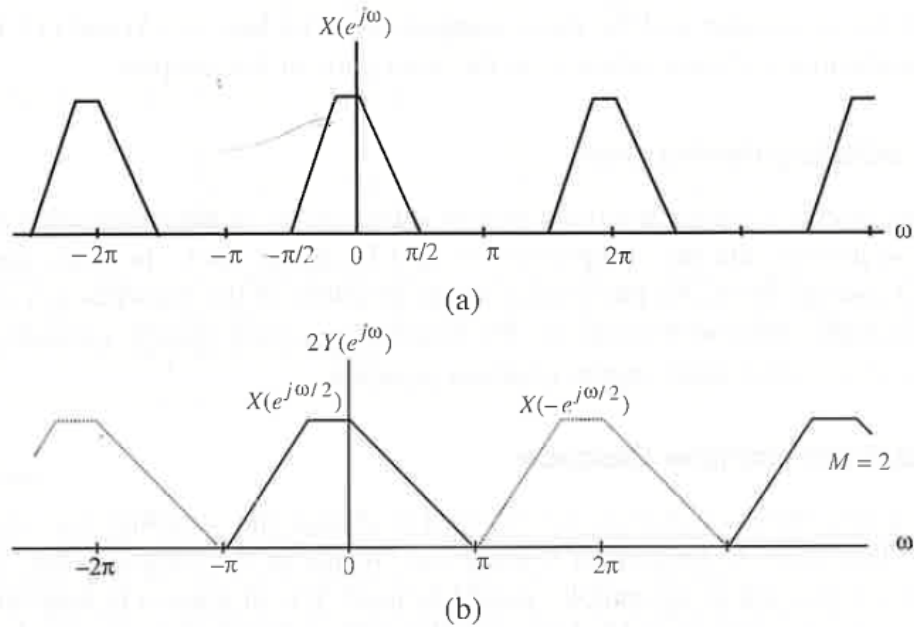 X(e^{jω})
−2π −π −π/2 0 π/2 π 2π ω
(a)
2Y(e^{jω})
X(e^{jω/2}) X(−e^{jω/2})
M = 2
−2π −π 0 π 2π ω
(b)